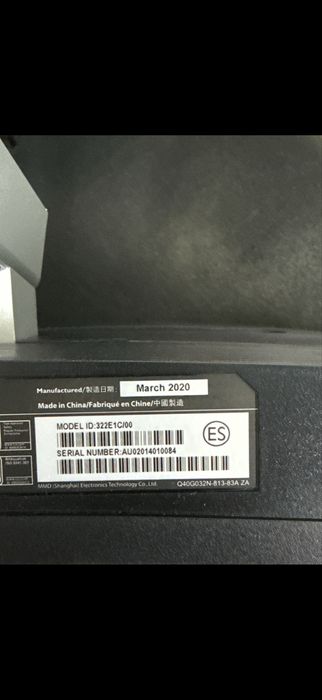 Manufactured/製造日期: March 2020
Made in China/Fabriqué en Chine/中國製造
MODEL ID:322E1C/00
ES
SERIAL NUMBER:AU02014010084
MMD (Shanghai) Electronics Technology Co., Ltd.
Q40G032N-813-83A ZA